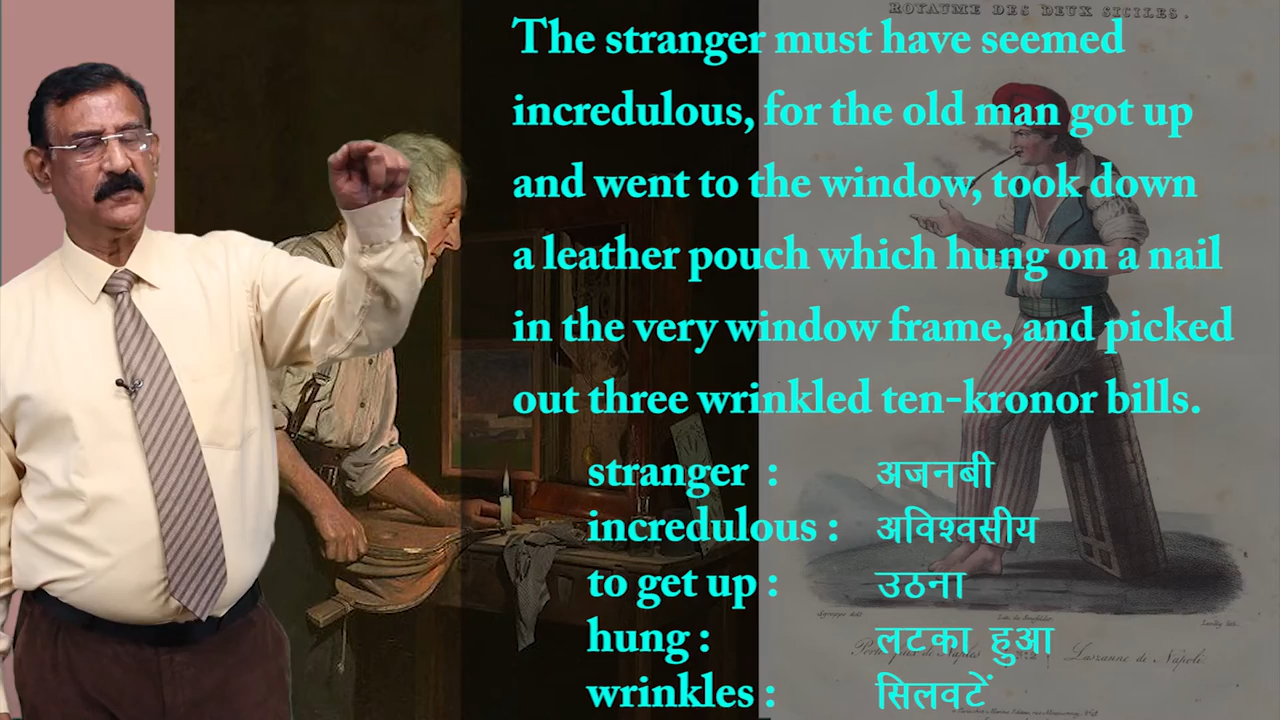 ROYAUME DES DEUX SICILES.
The stranger must have seemed
incredulous, for the old man got up
and went to the window, took down
a leather pouch which hung on a nail
in the very window frame, and picked
out three wrinkled ten-kronor bills.
stranger : अजनबी
incredulous : अविश्वसीय
to get up : उठना
hung : लटका हुआ
wrinkles : सिलवटें
de Naples
Lazzarone di Napoli